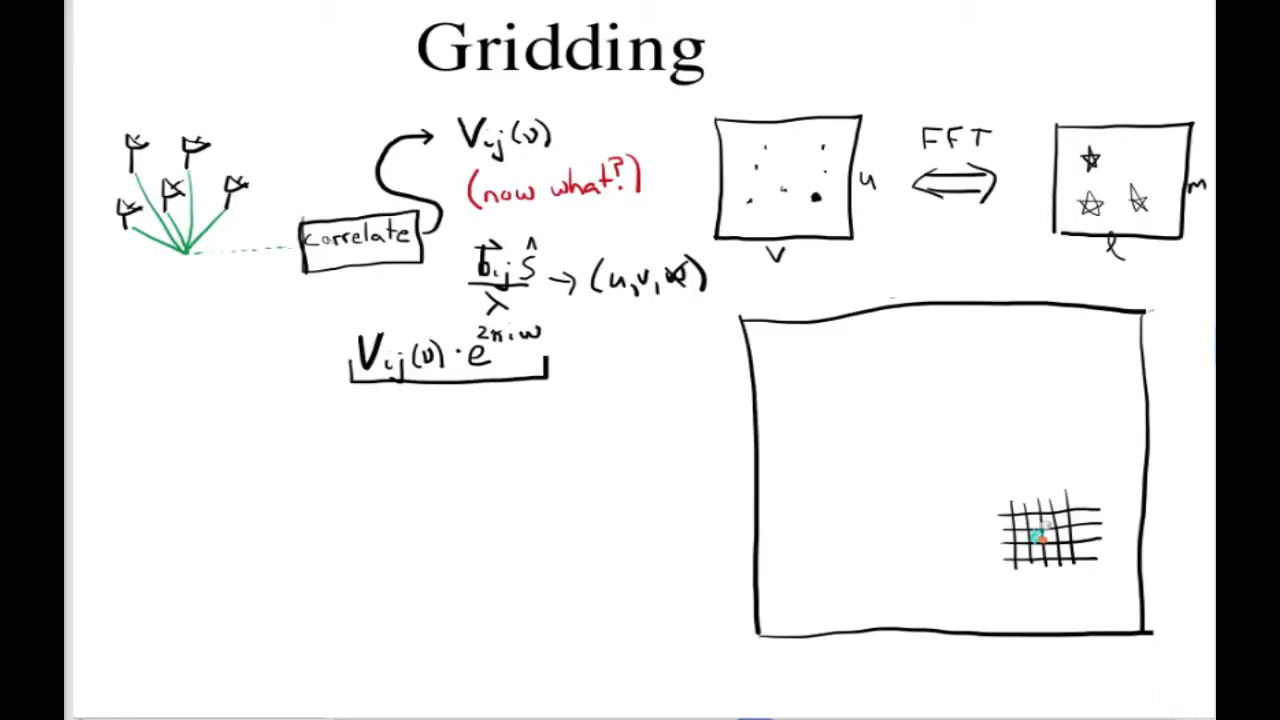 Gridding
correlate
V_ij(ν)
(now what?)
b_ij ŝ / λ → (u,v,w)
V_ij(ν) · e^2πiw
u
v
FFT
m
l